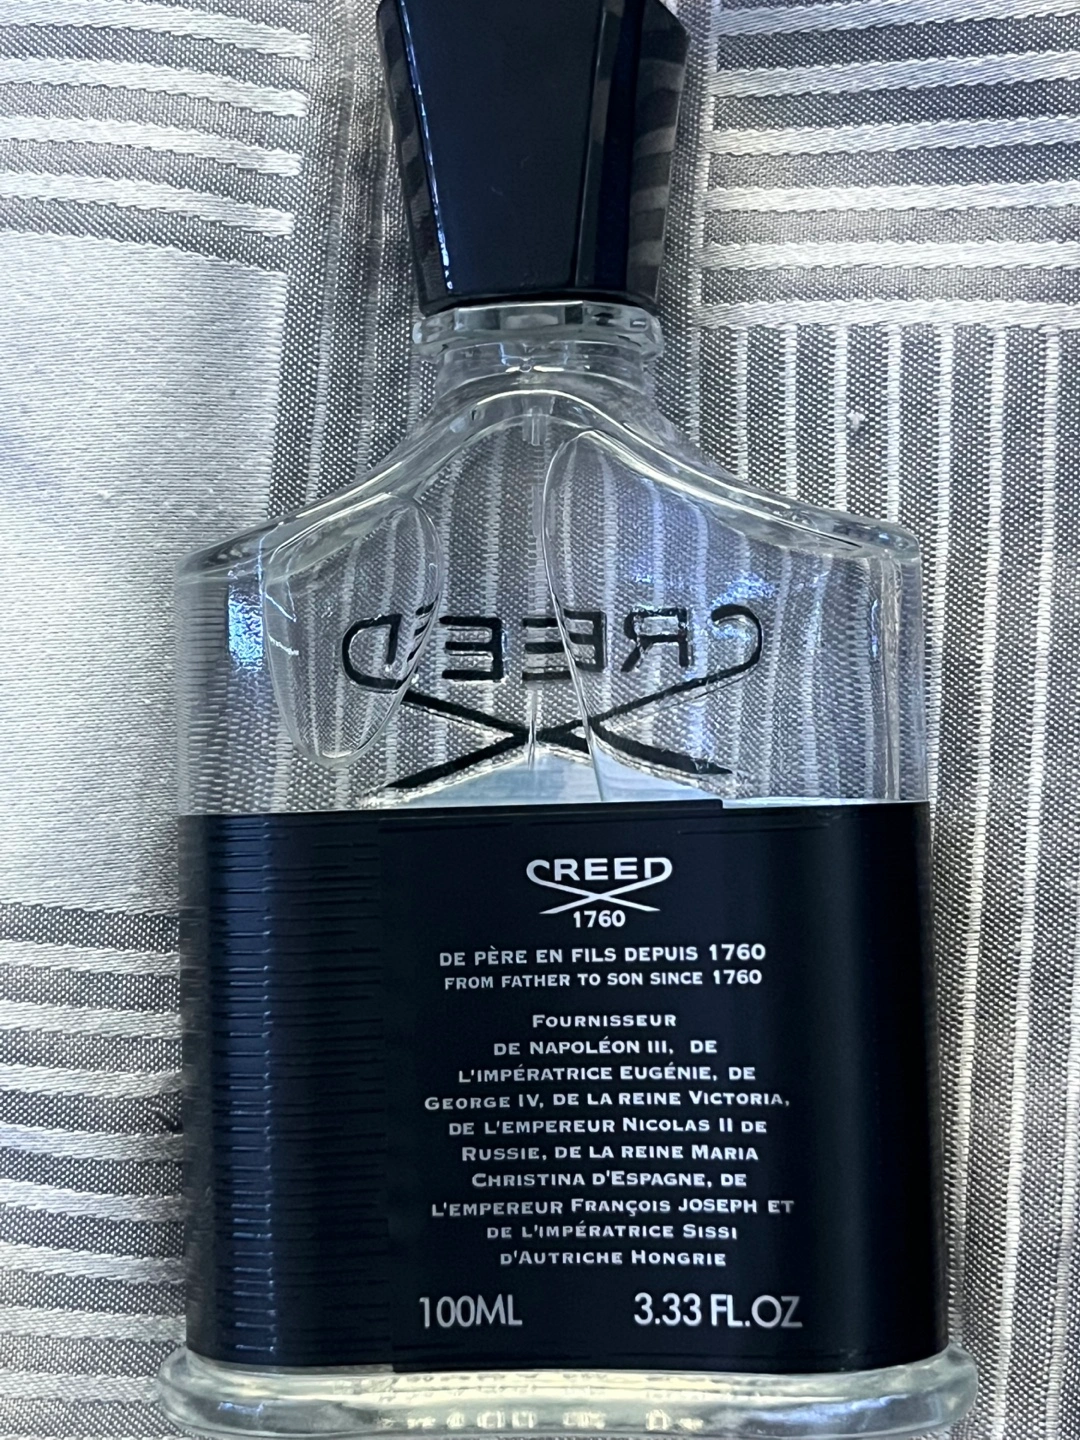 CREED
CREED
1760
DE PÈRE EN FILS DEPUIS 1760
FROM FATHER TO SON SINCE 1760
FOURNISSEUR
DE NAPOLÉON III, DE
L'IMPÉRATRICE EUGÉNIE, DE
GEORGE IV, DE LA REINE VICTORIA,
DE L'EMPEREUR NICOLAS II DE
RUSSIE, DE LA REINE MARIA
CHRISTINA D'ESPAGNE, DE
L'EMPEREUR FRANÇOIS JOSEPH ET
DE L'IMPÉRATRICE SISSI
D'AUTRICHE HONGRIE
100ML 3.33 FL.OZ